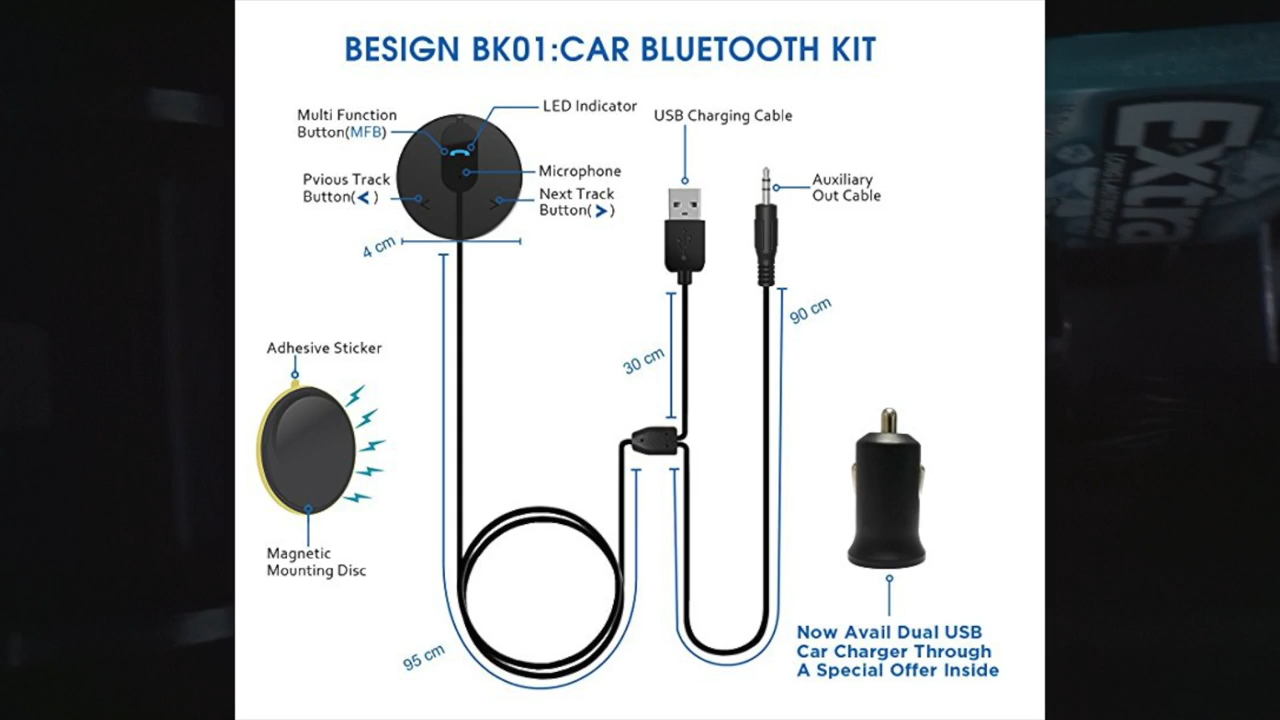 BESIGN BK01:CAR BLUETOOTH KIT
LED Indicator
Multi Function
Button(MFB)
Microphone
Pvious Track
Button(<)
Next Track
Button(>)
4 cm
USB Charging Cable
Auxiliary
Out Cable
90 cm
30 cm
Adhesive Sticker
Magnetic
Mounting Disc
95 cm
Now Avail Dual USB
Car Charger Through
A Special Offer Inside
Extra